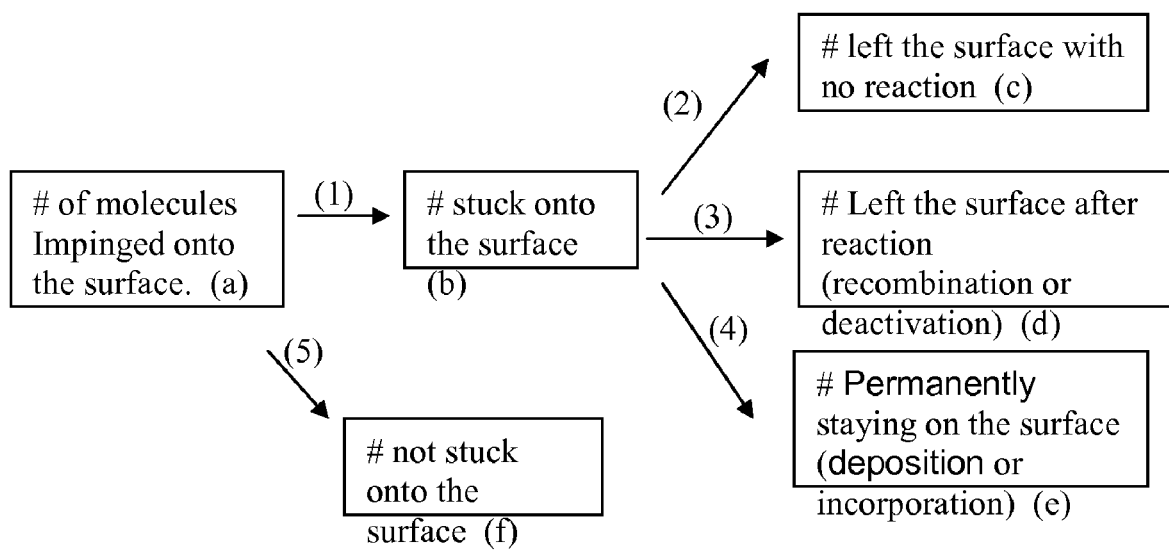 # left the surface with
no reaction (c)
(2)
# of molecules
Impinged onto
the surface. (a)
(1)
# stuck onto
the surface
(b)
(3)
# Left the surface after
reaction
(recombination or
deactivation) (d)
(4)
(5)
# Permanently
staying on the surface
(deposition or
incorporation) (e)
# not stuck
onto the
surface (f)